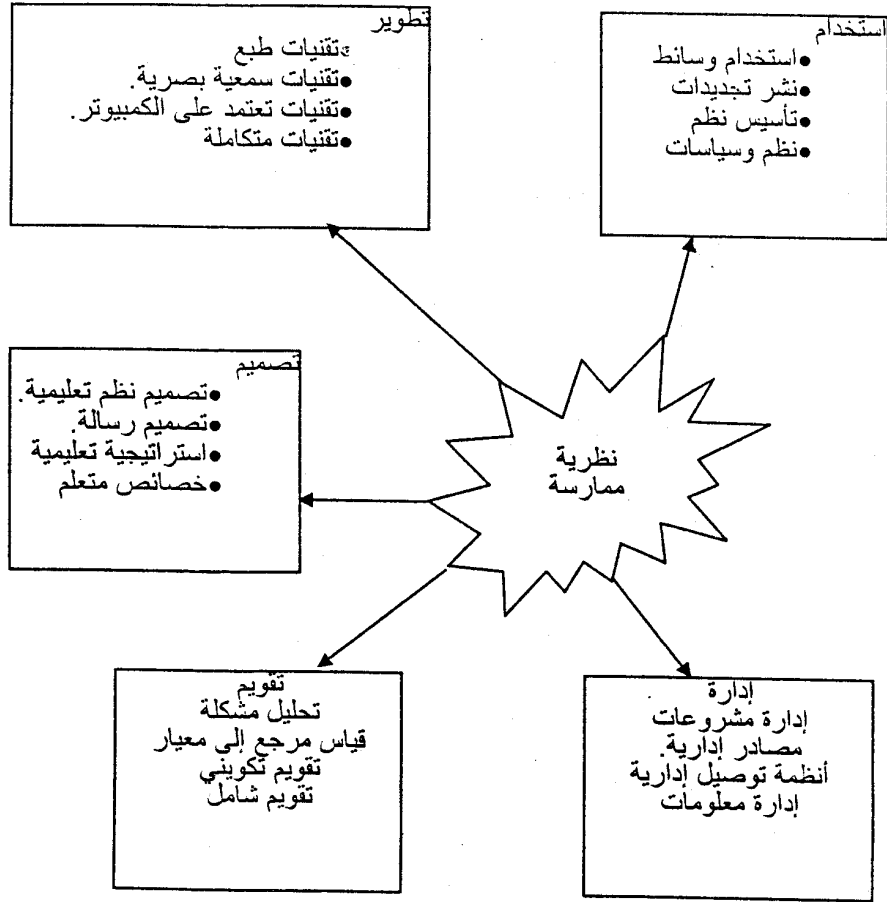 استخدام
•استخدام وسائط
•نشر تجديدات
•تأسيس نظم
•نظم وسياسات
تطوير
•تقنيات طبع
•تقنيات سمعية بصرية.
•تقنيات تعتمد على الكمبيوتر.
•تقنيات متكاملة
تصميم
•تصميم نظم تعليمية.
•تصميم رسالة.
•استراتيجية تعليمية
•خصائص متعلم
نظرية
ممارسة
إدارة
إدارة مشروعات
مصادر إدارية.
أنظمة توصيل إدارية
إدارة معلومات
تقويم
تحليل مشكلة
قياس مرجع إلى معيار
تقويم تكويني
تقويم شامل